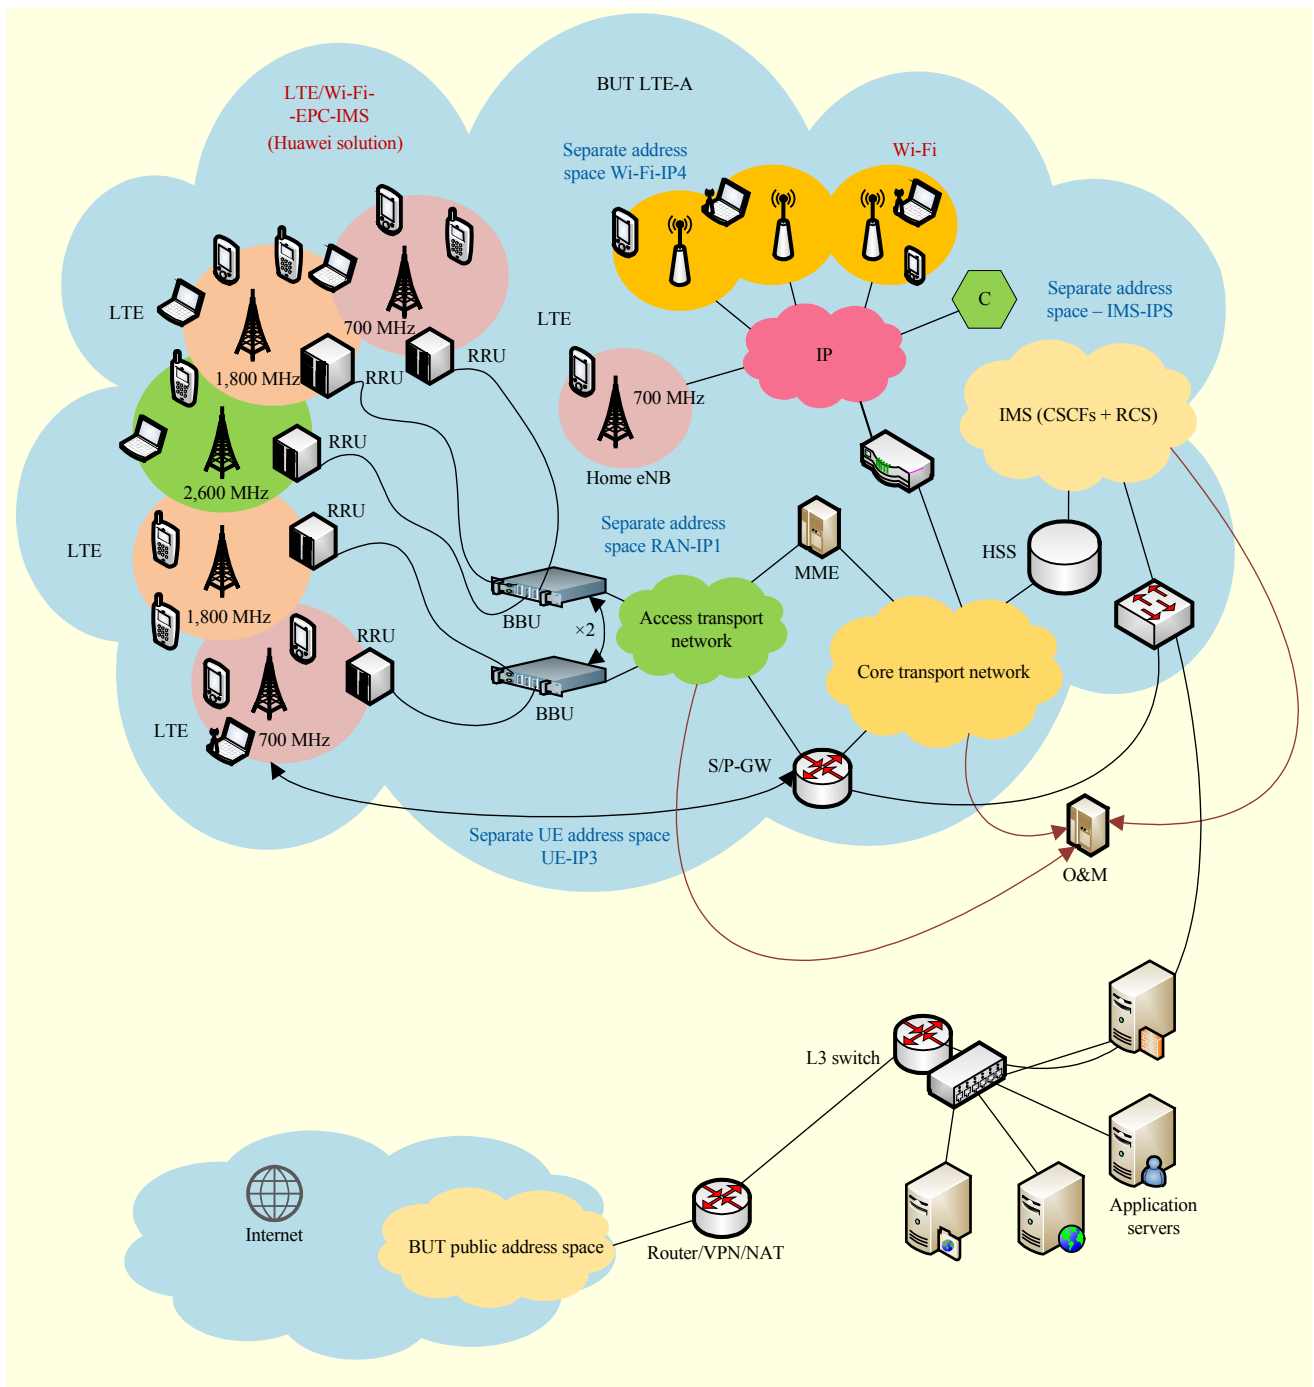 BUT LTE-A
LTE/Wi-Fi-
-EPC-IMS
(Huawei solution)
Separate address
space Wi-Fi-IP4
Wi-Fi
LTE
700 MHz
RRU
1,800 MHz
RRU
LTE
700 MHz
Home eNB
IP
C
Separate address
space – IMS-IPS
IMS (CSCFs + RCS)
RRU
2,600 MHz
RRU
LTE
1,800 MHz
RRU
LTE
700 MHz
Separate address
space RAN-IP1
MME
HSS
BBU
×2
BBU
Access transport
network
Core transport network
S/P-GW
Separate UE address space
UE-IP3
O&M
L3 switch
Application
servers
Internet
BUT public address space
Router/VPN/NAT